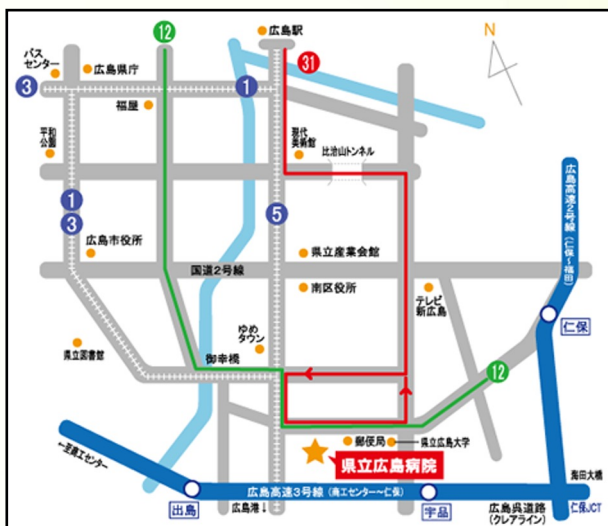 12
広島駅
N
31
バス
センター
広島県庁
3
1
福屋
平和
公園
現代
美術館
比治山トンネル
1
3
5
広島高速2号線(仁保~福田)
広島市役所
県立産業会館
国道2号線
南区役所
テレビ
新広島
仁保
ゆめ
タウン
県立図書館
御幸橋
12
郵便局
県立広島大学
県立広島病院
←至商工センター
出島
広島港↓
広島高速3号線(商工センター~仁保)
宇品
海田大橋
仁保JCT
広島呉道路
(クレアライン)